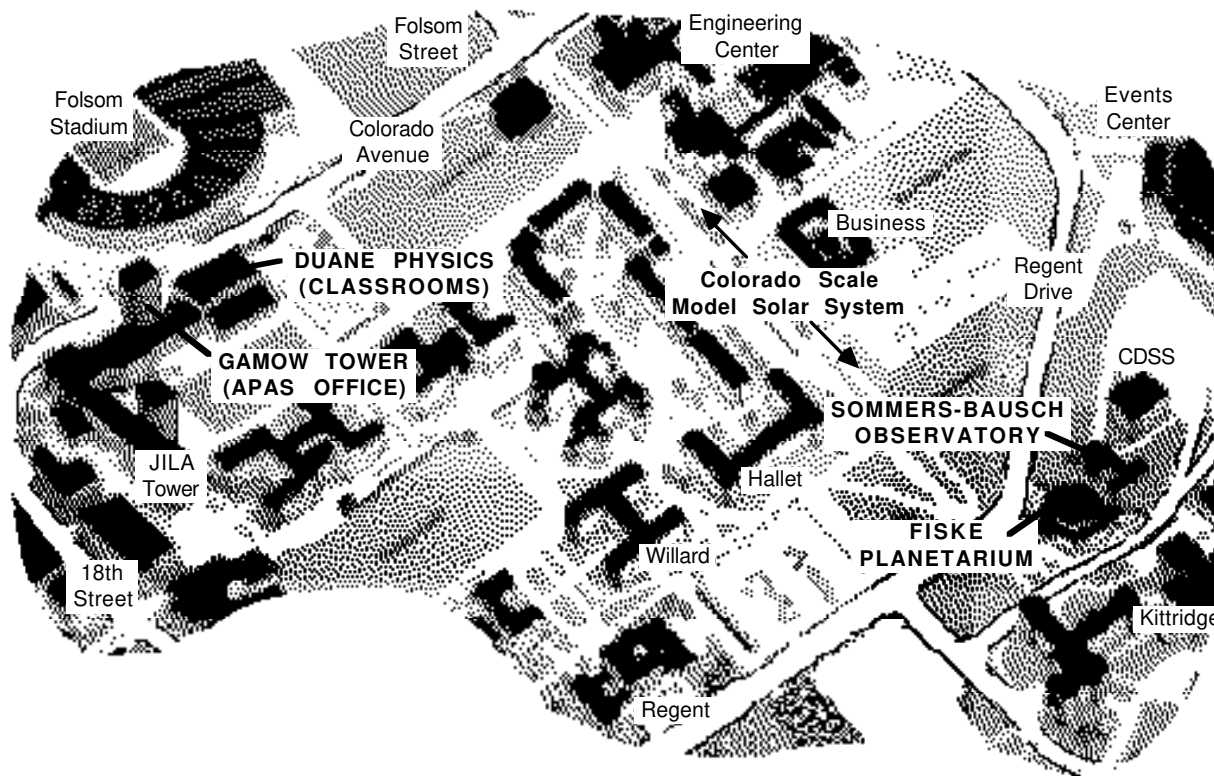 Folsom
Street
Engineering
Center
Folsom
Stadium
Colorado
Avenue
Events
Center
Business
DUANE PHYSICS
(CLASSROOMS)
Colorado Scale
Model Solar System
Regent
Drive
GAMOW TOWER
(APAS OFFICE)
CDSS
SOMMERS-BAUSCH
OBSERVATORY
JILA
Tower
Hallet
FISKE
PLANETARIUM
Willard
18th
Street
Kittridge
Regent